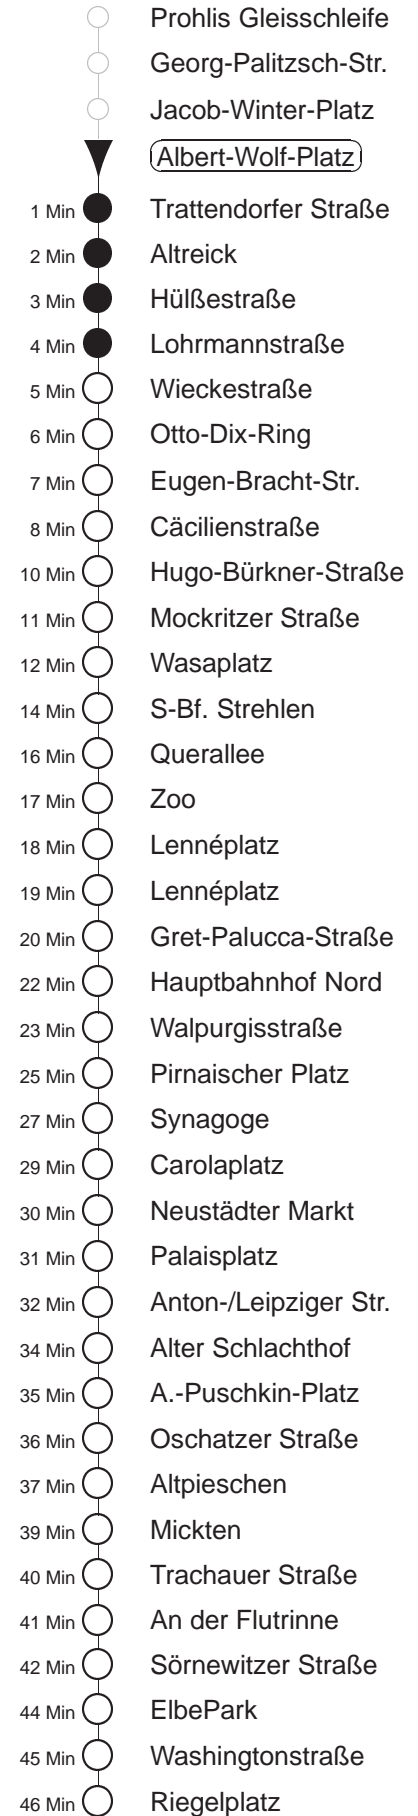 Prohlis Gleisschleife
Georg-Palitzsch-Str.
Jacob-Winter-Platz
Albert-Wolf-Platz
1 Min Trattendorfer Straße
2 Min Altreick
3 Min Hülßestraße
4 Min Lohrmannstraße
5 Min Wieckestraße
6 Min Otto-Dix-Ring
7 Min Eugen-Bracht-Str.
8 Min Cäcilienstraße
10 Min Hugo-Bürkner-Straße
11 Min Mockritzer Straße
12 Min Wasaplatz
14 Min S-Bf. Strehlen
16 Min Querallee
17 Min Zoo
18 Min Lennéplatz
19 Min Lennéplatz
20 Min Gret-Palucca-Straße
22 Min Hauptbahnhof Nord
23 Min Walpurgisstraße
25 Min Pirnaischer Platz
27 Min Synagoge
29 Min Carolaplatz
30 Min Neustädter Markt
31 Min Palaisplatz
32 Min Anton-/Leipziger Str.
34 Min Alter Schlachthof
35 Min A.-Puschkin-Platz
36 Min Oschatzer Straße
37 Min Altpieschen
39 Min Mickten
40 Min Trachauer Straße
41 Min An der Flutrinne
42 Min Sörnewitzer Straße
44 Min ElbePark
45 Min Washingtonstraße
46 Min Riegelplatz